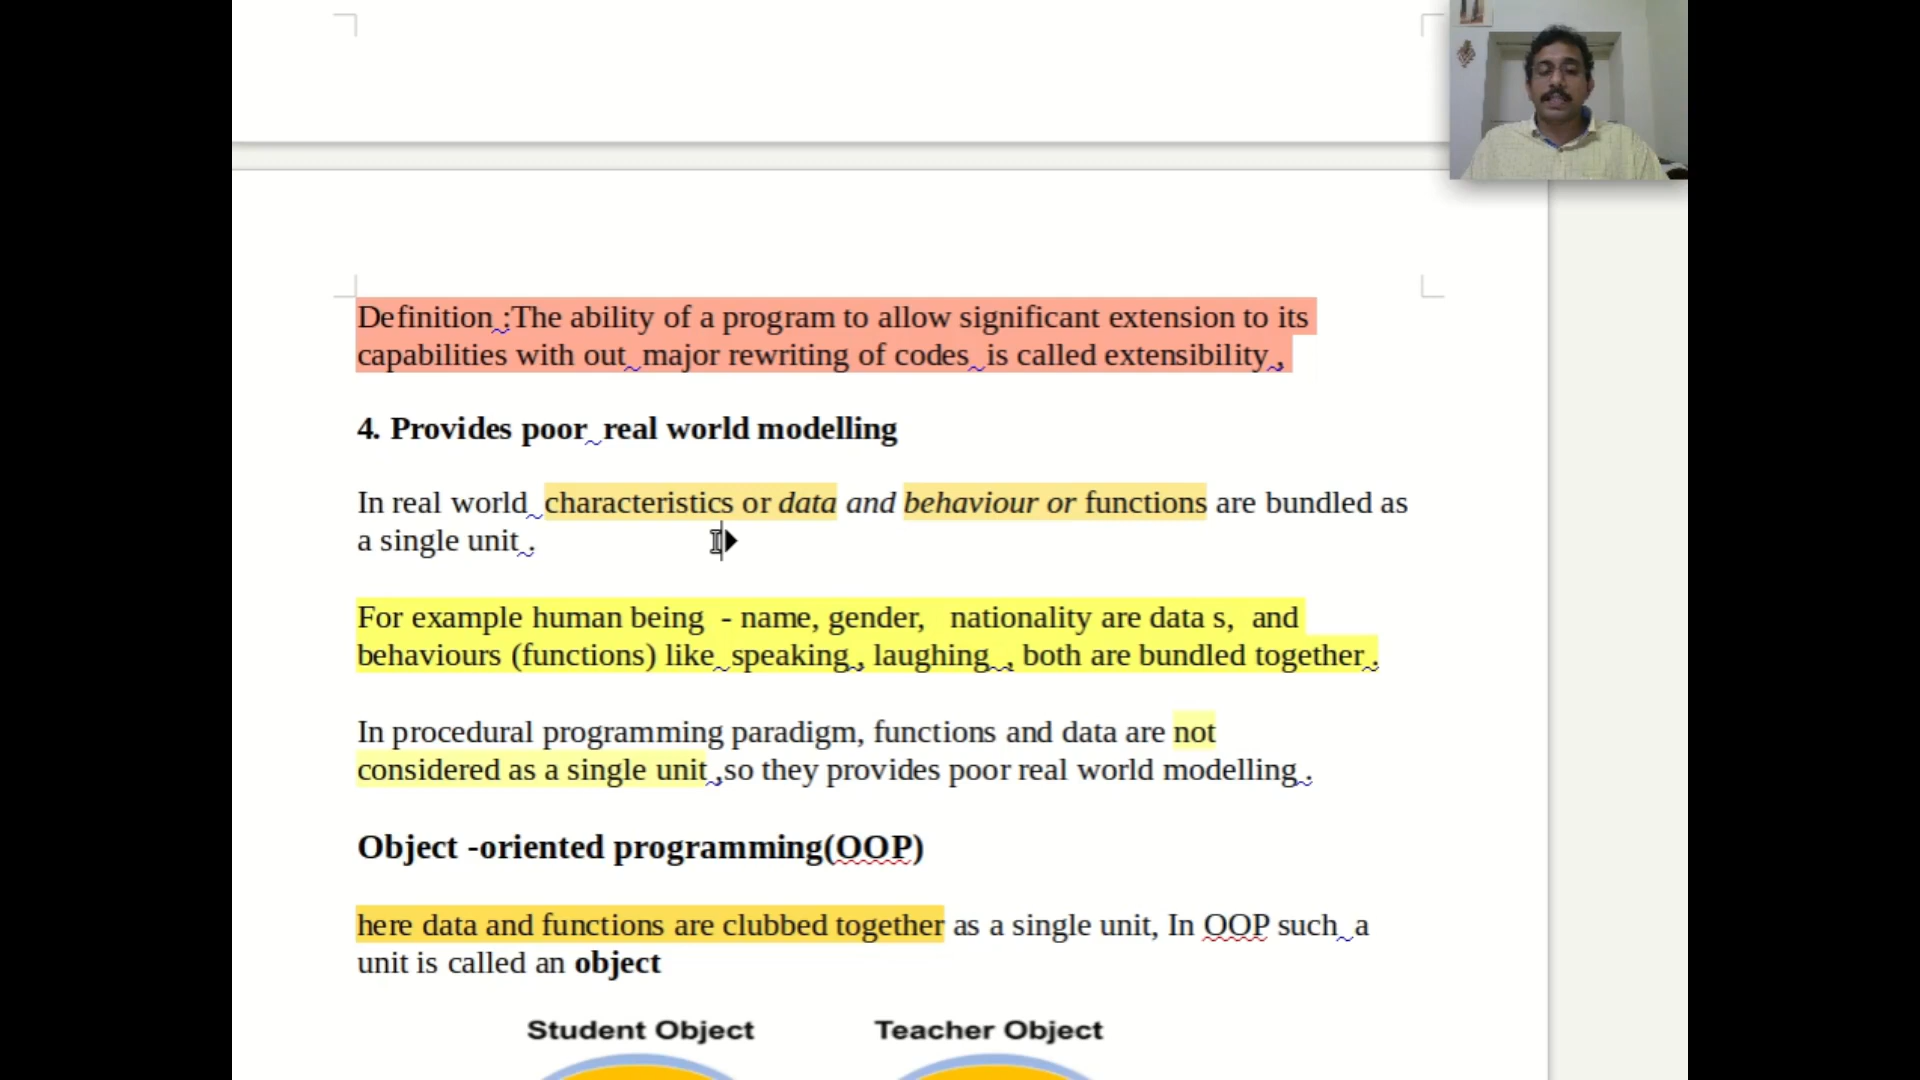 Definition :The ability of a program to allow significant extension to its
capabilities with out major rewriting of codes is called extensibility ,
4. Provides poor real world modelling
In real world characteristics or data and behaviour or functions are bundled as
a single unit .
For example human being - name, gender, nationality are data s, and
behaviours (functions) like speaking , laughing , both are bundled together .
In procedural programming paradigm, functions and data are not
considered as a single unit ,so they provides poor real world modelling .
Object -oriented programming(OOP)
here data and functions are clubbed together as a single unit, In OOP such a
unit is called an object
Student Object Teacher Object